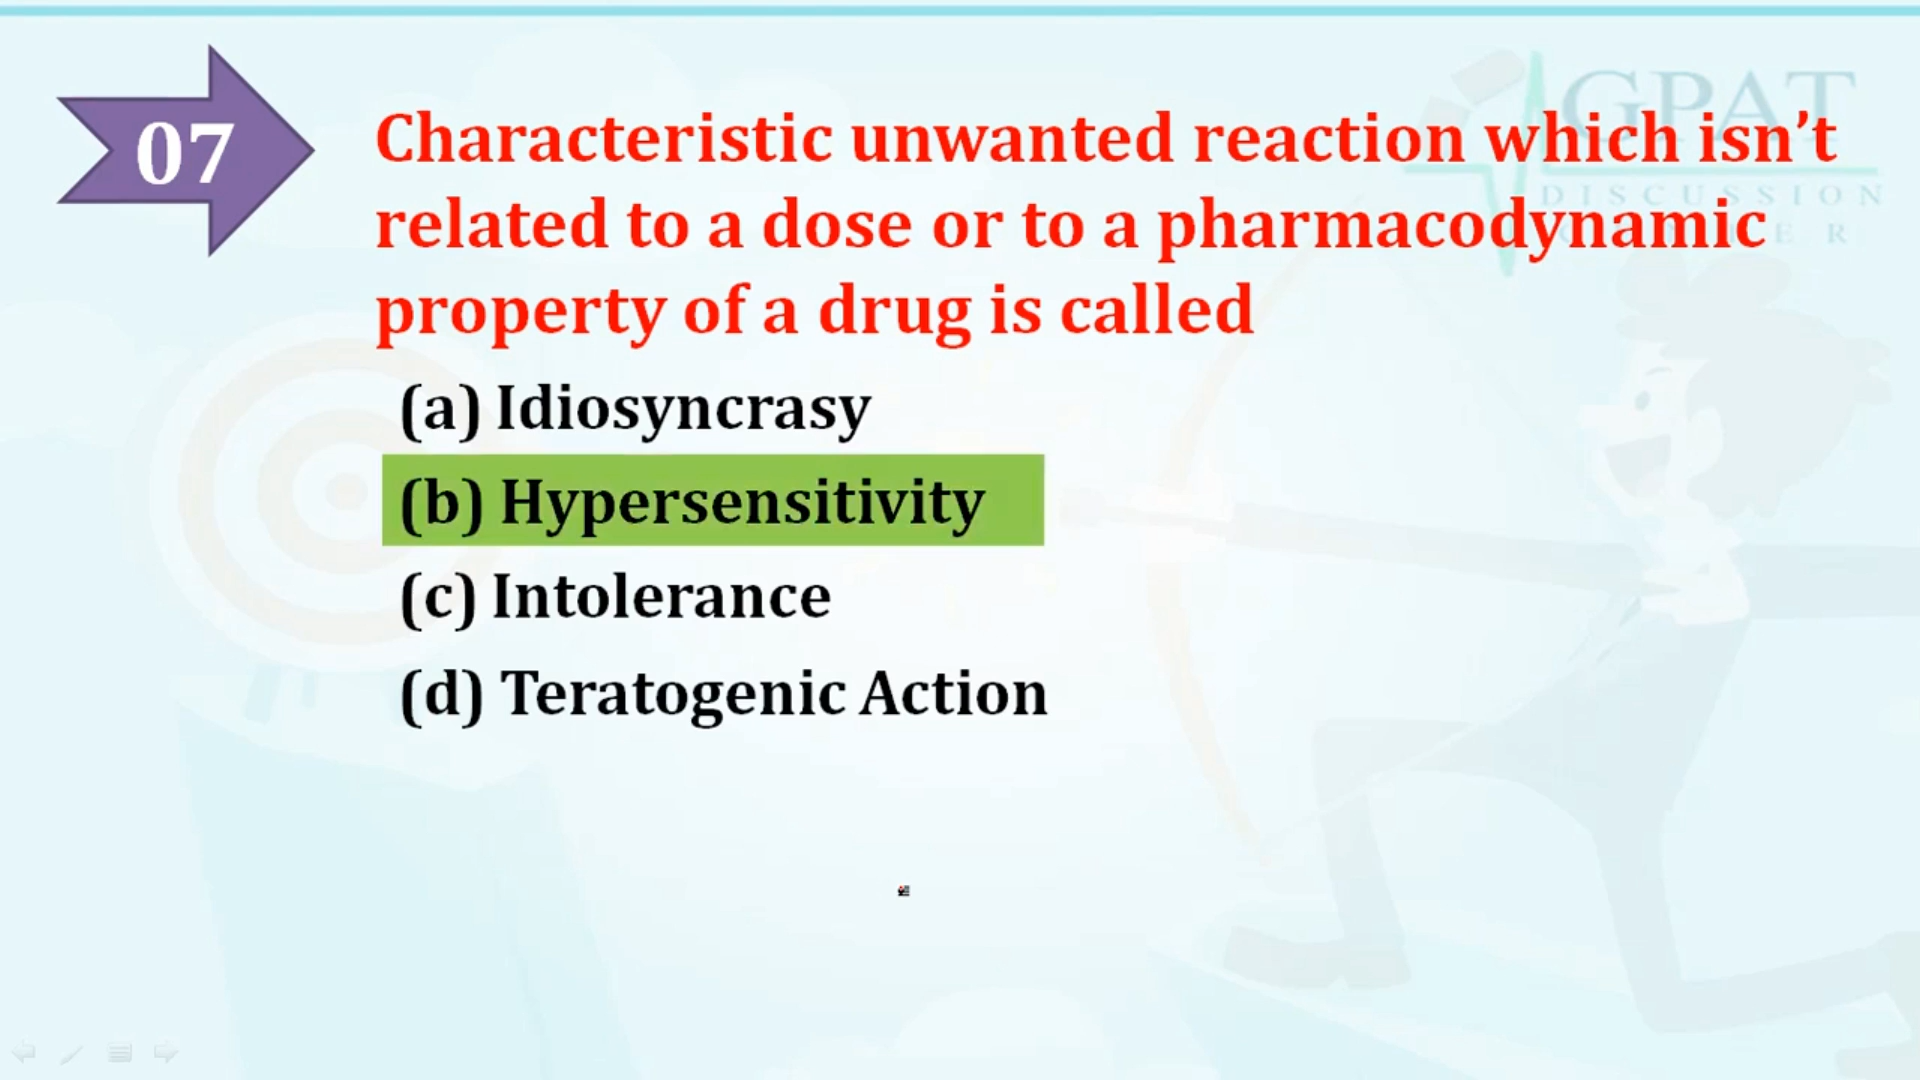 07
Characteristic unwanted reaction which isn’t
related to a dose or to a pharmacodynamic
property of a drug is called
(a) Idiosyncrasy
(b) Hypersensitivity
(c) Intolerance
(d) Teratogenic Action
GPAT
DISCUSSION